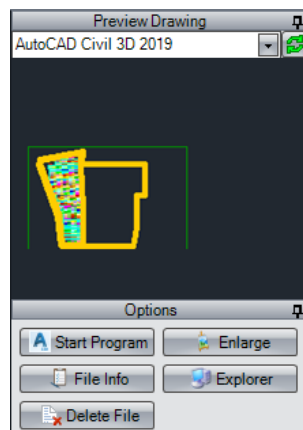 Preview Drawing
AutoCAD Civil 3D 2019
Options
Start Program
Enlarge
File Info
Explorer
Delete File